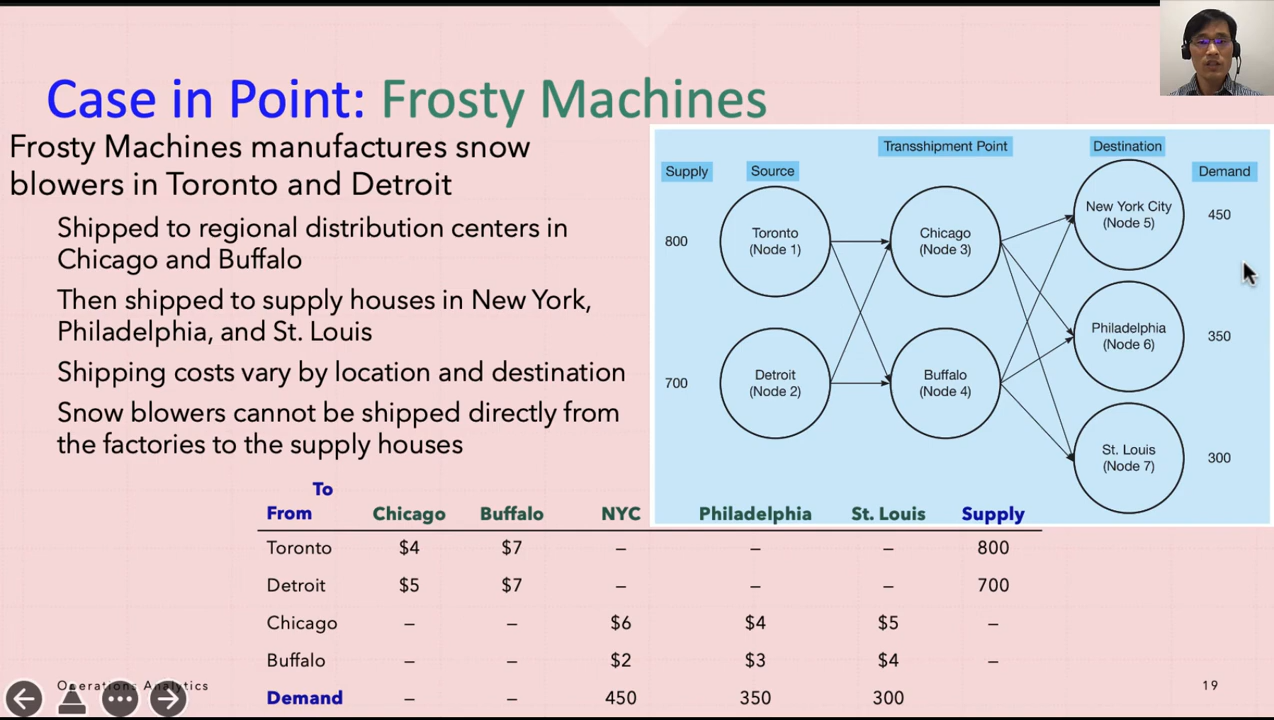 Case in Point: Frosty Machines
Frosty Machines manufactures snow
blowers in Toronto and Detroit
Shipped to regional distribution centers in
Chicago and Buffalo
Then shipped to supply houses in New York,
Philadelphia, and St. Louis
Shipping costs vary by location and destination
Snow blowers cannot be shipped directly from
the factories to the supply houses
Transshipment Point
Destination
Supply
Source
Demand
800
Toronto
(Node 1)
Chicago
(Node 3)
New York City
(Node 5)
450
Philadelphia
(Node 6)
350
700
Detroit
(Node 2)
Buffalo
(Node 4)
St. Louis
(Node 7)
300
To
From Chicago Buffalo NYC Philadelphia St. Louis Supply
Toronto $4 $7 – – – 800
Detroit $5 $7 – – – 700
Chicago – – $6 $4 $5 –
Buffalo – – $2 $3 $4 –
Demand – – 450 350 300
Operations Analytics
19